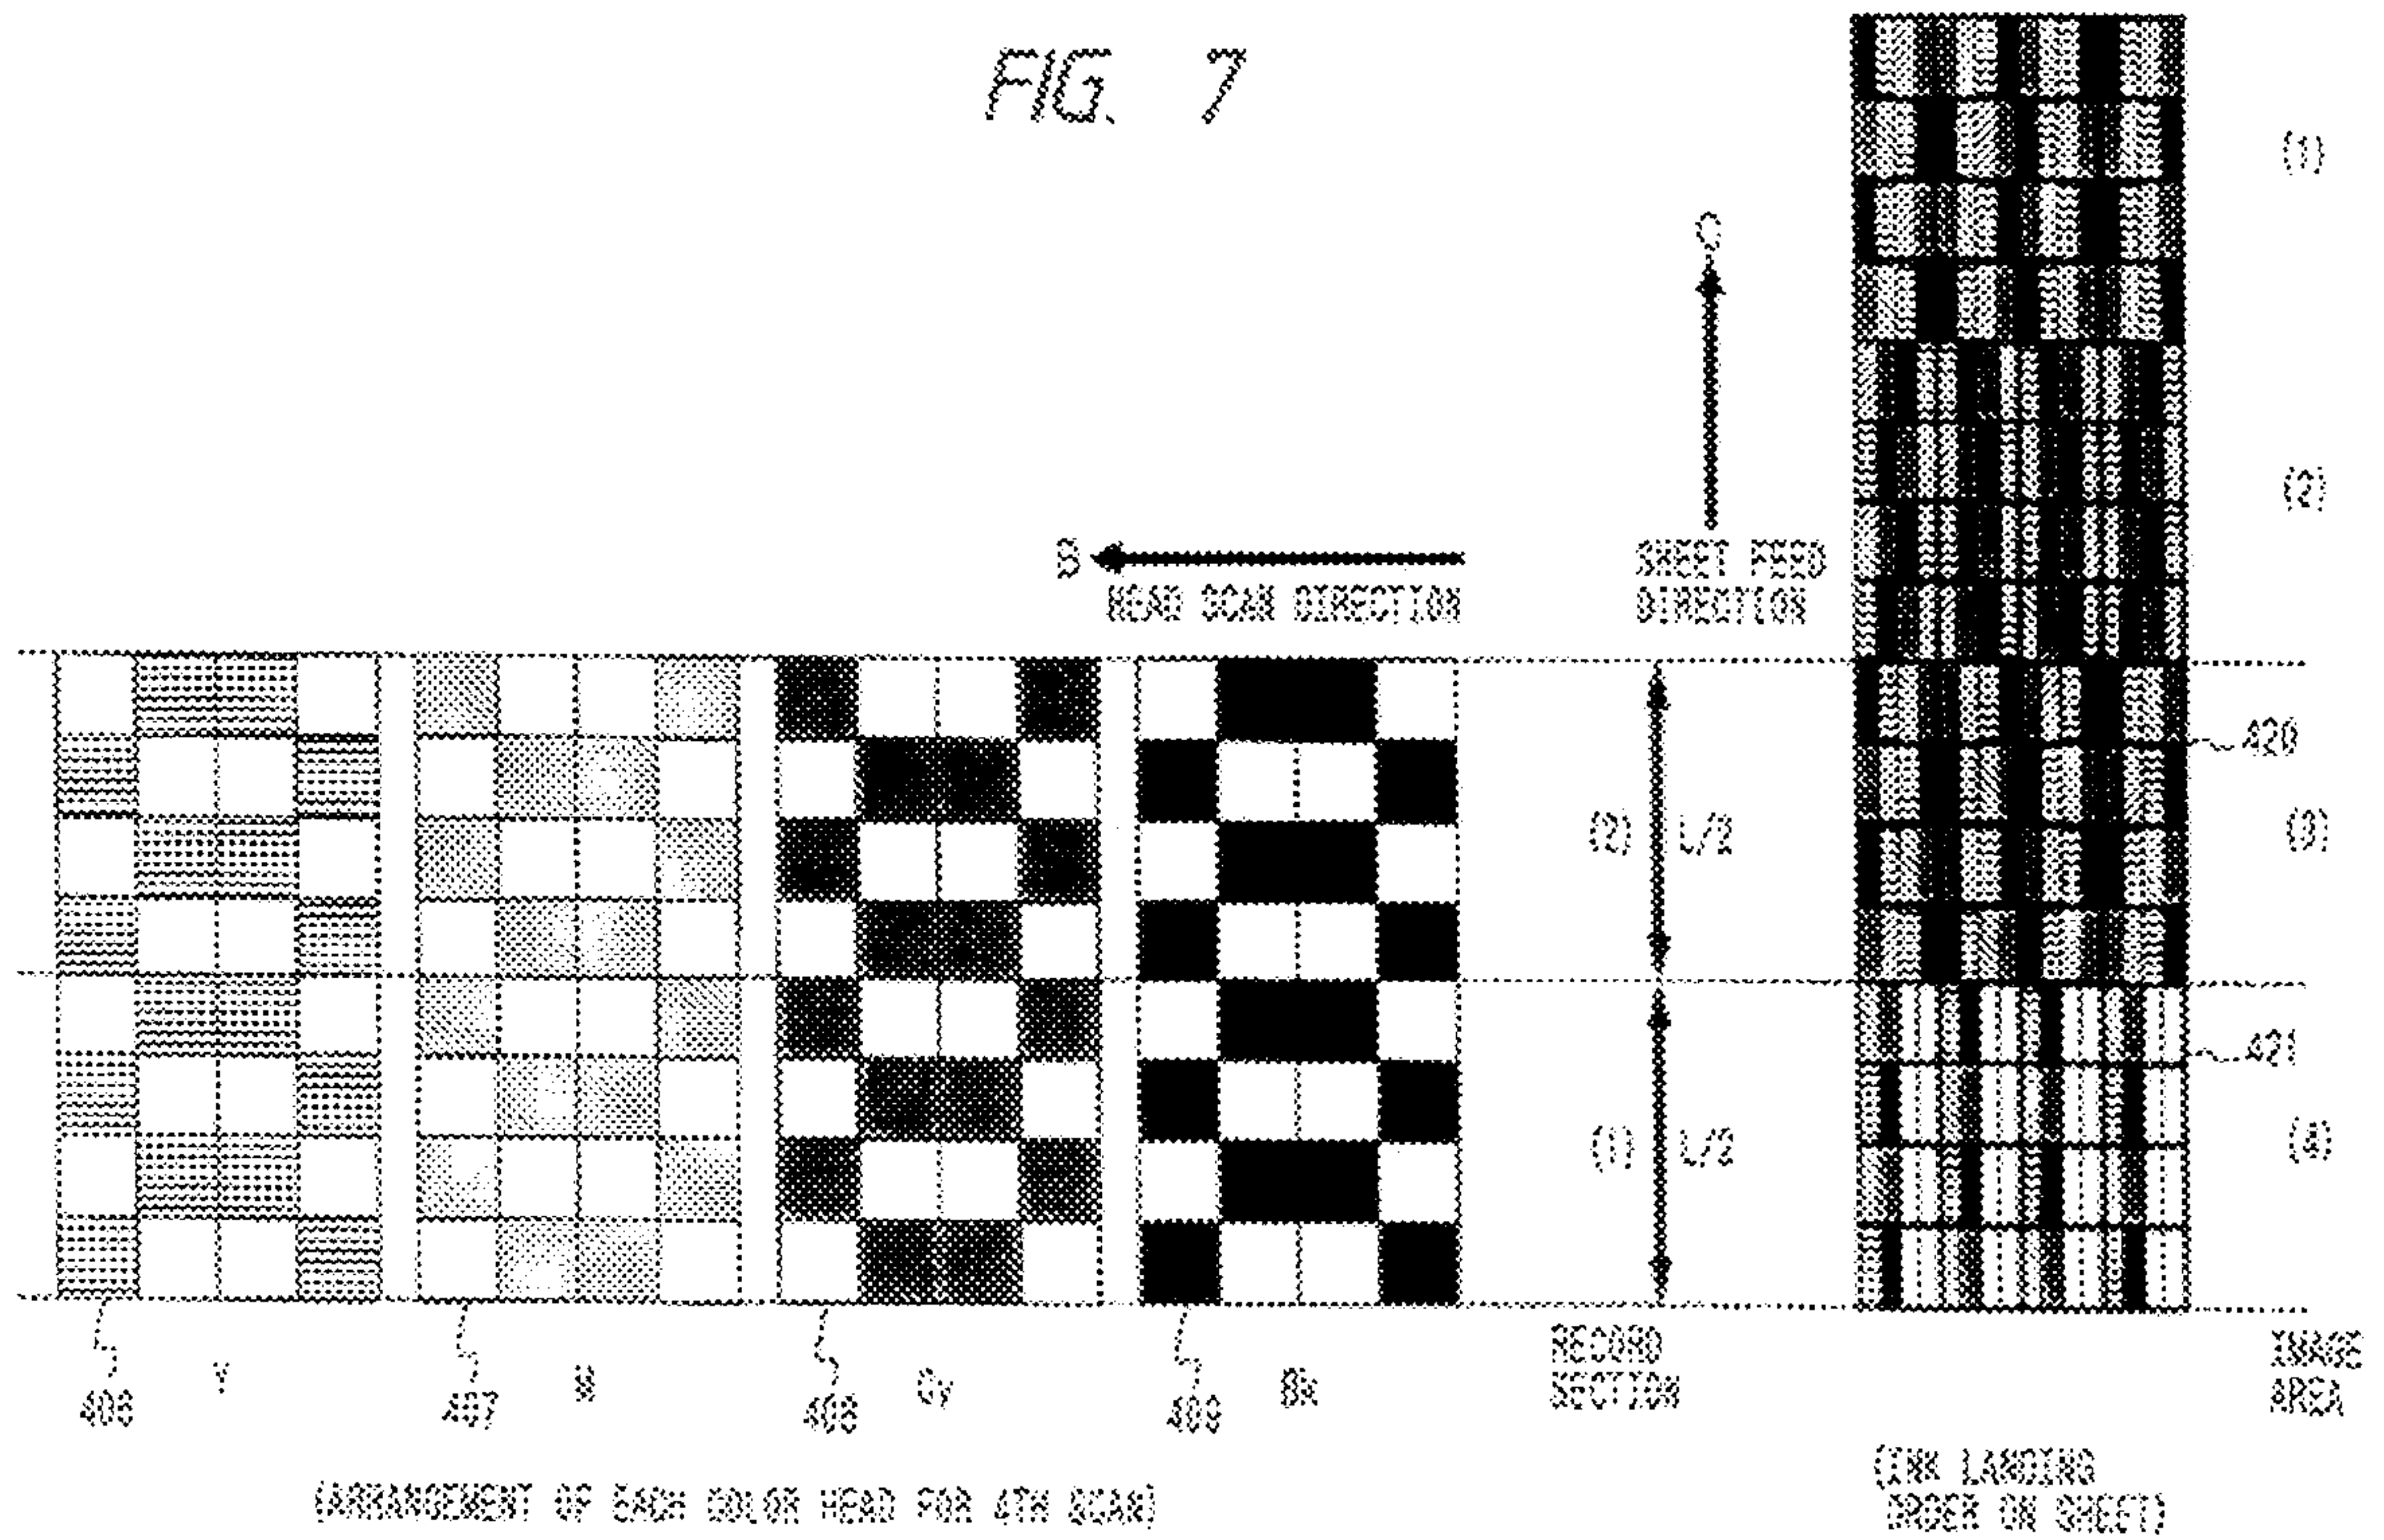 FIG. 7
(1)
C
(2)
B
HEAD SCAN DIRECTION
SHEET FEED
DIRECTION
420
(2) L/2
(3)
421
(1) L/2
(4)
Y
407 M
408 Cy
409 Bk
RECORD
SECTION
IMAGE
AREA
(ARRANGEMENT OF EACH COLOR HEAD FOR 4TH SCAN)
(INK LANDING
ORDER ON SHEET)